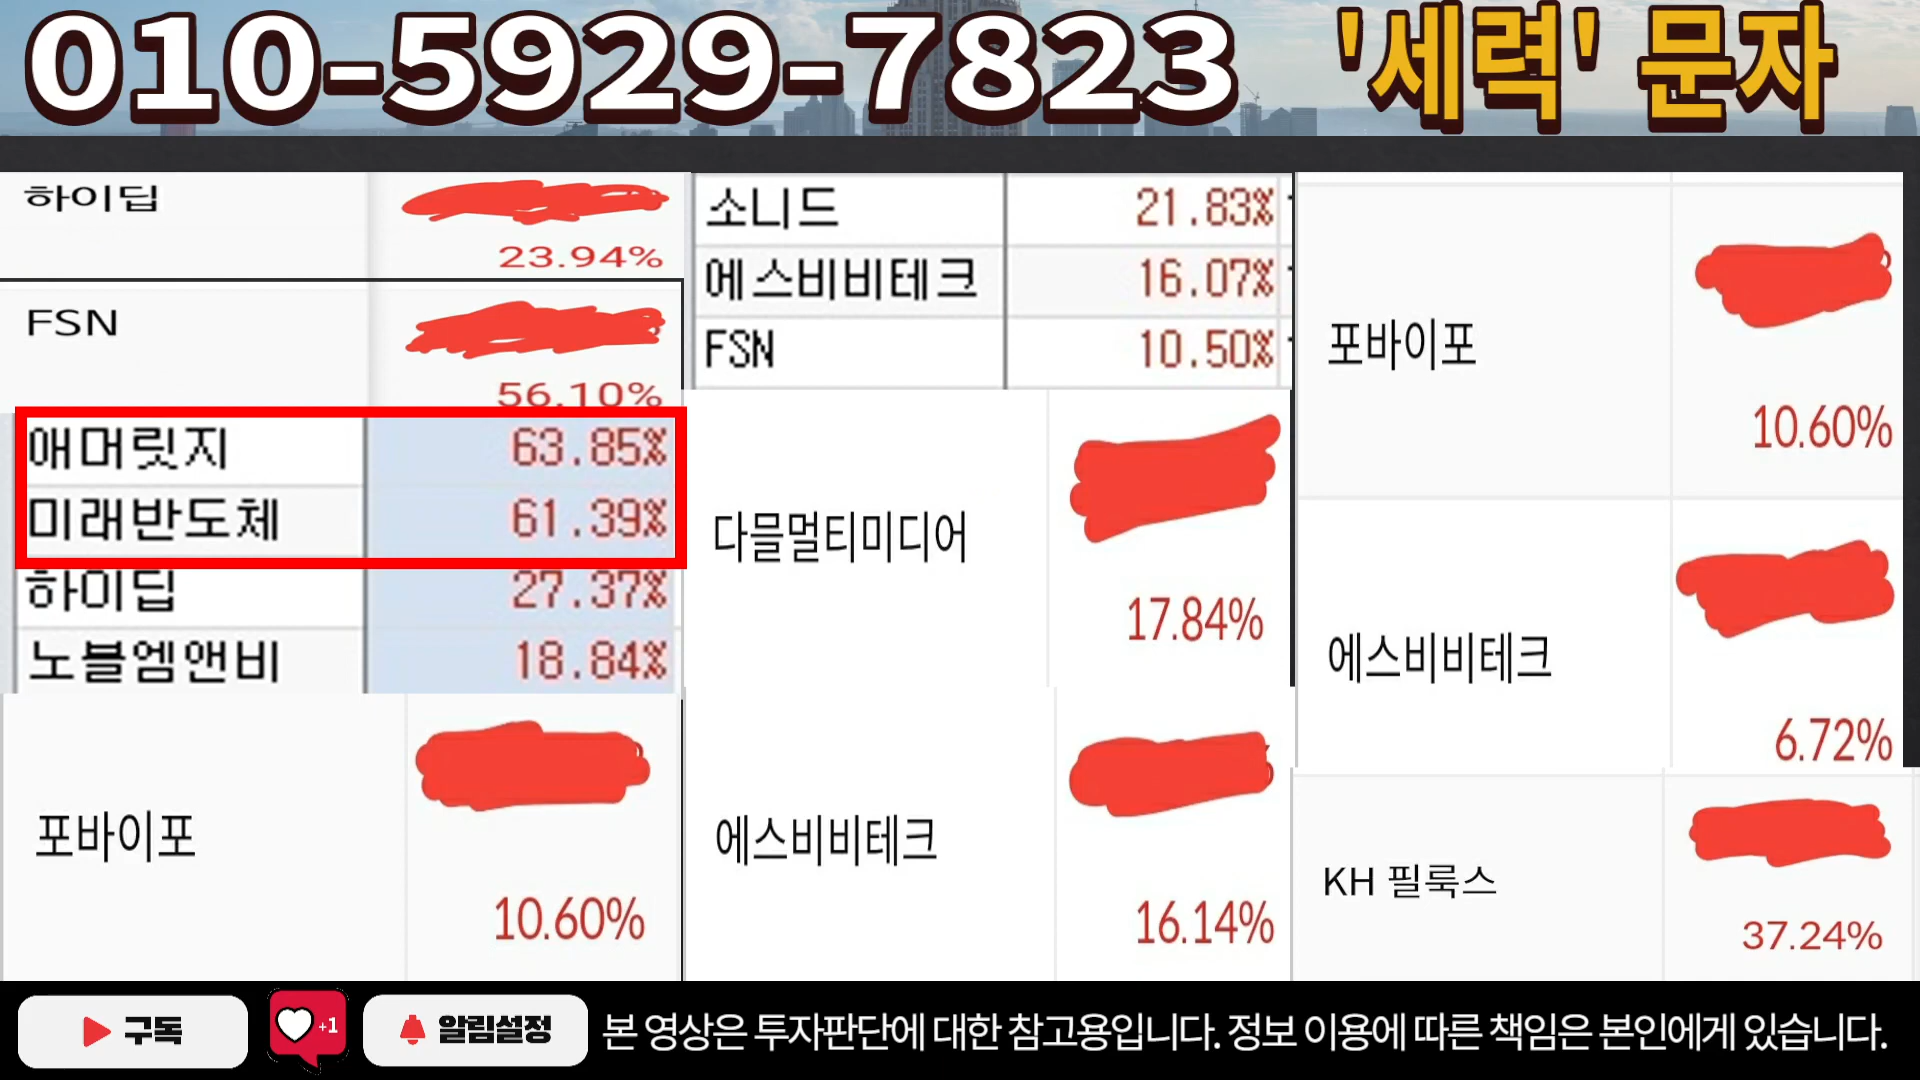 010-5929-7823 '세력' 문자
하이딥
23.94%
FSN
56.10%
애머릿지 63.85%
미래반도체 61.39%
하이딥 27.37%
노블엠앤비 18.84%
포바이포
10.60%
소니드 21.83%
에스비비테크 16.07%
FSN 10.50%
다믈멀티미디어
17.84%
에스비비테크
16.14%
포바이포
10.60%
에스비비테크
6.72%
KH 필룩스
37.24%
구독 +1 알림설정 본 영상은 투자판단에 대한 참고용입니다. 정보 이용에 따른 책임은 본인에게 있습니다.